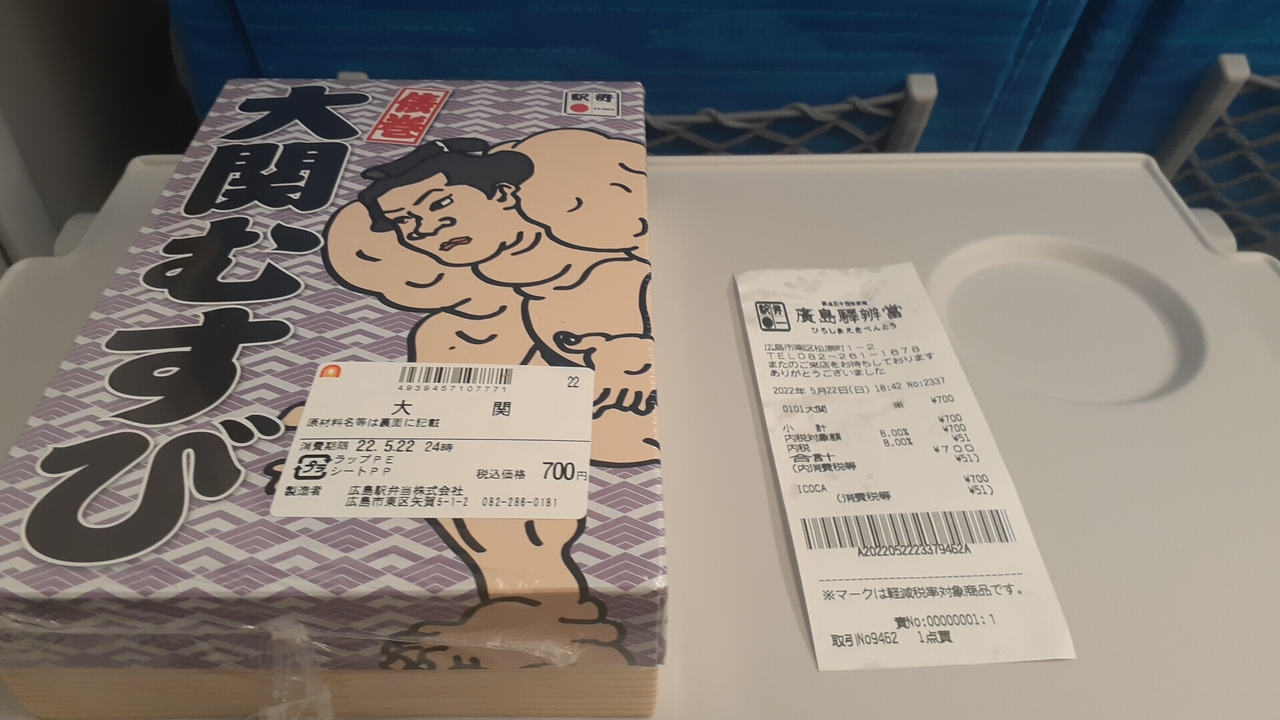 大関むすび
俵巻
駅弁
4939457107771
22
大 関
原材料名等は裏面に記載
消費期限 22.5.22 24時
プラ
ラップPE
シートPP
税込価格 700円
製造者 広島駅弁当株式会社
広島市東区矢賀5-1-2 082-286-0181
駅弁
廣島驛辨當
ひろしまえきべんとう
広島市南区松原町1-2
TEL082-261-1678
またのご来店をお待ちしております
ありがとうございました
2022年 5月22日(日) 18:42 No:2337
0101大関 ※ ¥700
小 計 ¥700
内税対象額 8.00% ¥700
内税 8.00% ¥51
合計 ¥700
(内消費税等 ¥51)
ICOCA ¥700
(消費税等 ¥51)
A2022052223379462A
※マークは軽減税率対象商品です。
責No:00000001:1
取引No9462 1点買